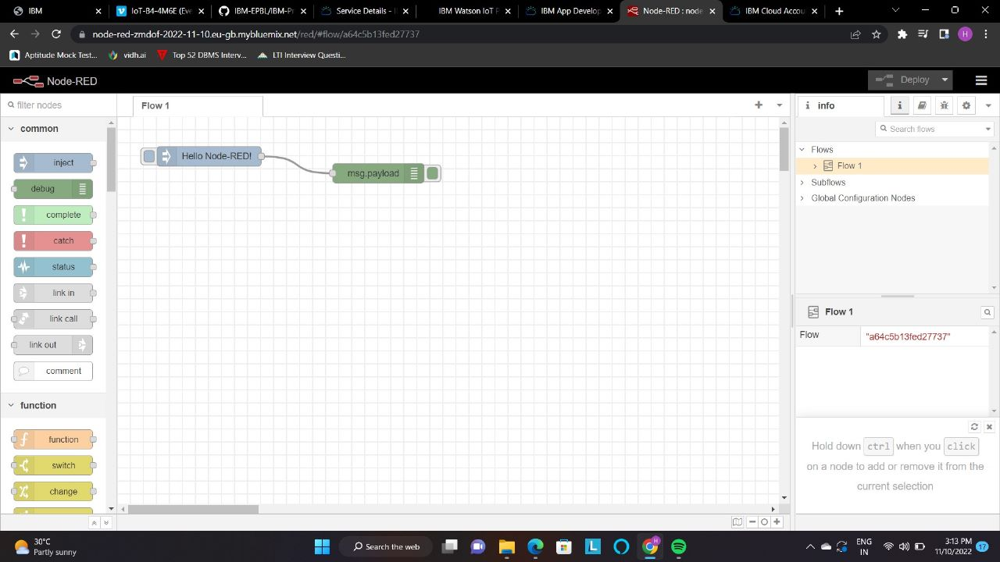 IBM
IoT-B4-4M6E (Eve
IBM-EPBL/IBM-Pr
Service Details - I
IBM Watson IoT P
IBM App Develop
Node-RED : node
IBM Cloud Accou
node-red-zmdof-2022-11-10.eu-gb.mybluemix.net/red/#flow/a64c5b13fed27737
H
Aptitude Mock Test...
vidh.ai
Top 52 DBMS Interv...
LTI Interview Questi...
Node-RED
Deploy
filter nodes
Flow 1
info
common
Search flows
inject
debug
complete
catch
status
link in
link call
link out
comment
function
function
switch
change
Hello Node-RED!
msg.payload
Flows
Flow 1
Subflows
Global Configuration Nodes
Flow 1
Flow
"a64c5b13fed27737"
Hold down ctrl when you click
on a node to add or remove it from the
current selection
30°C
Partly sunny
Search the web
L
H
ENG
IN
3:13 PM
11/10/2022
17